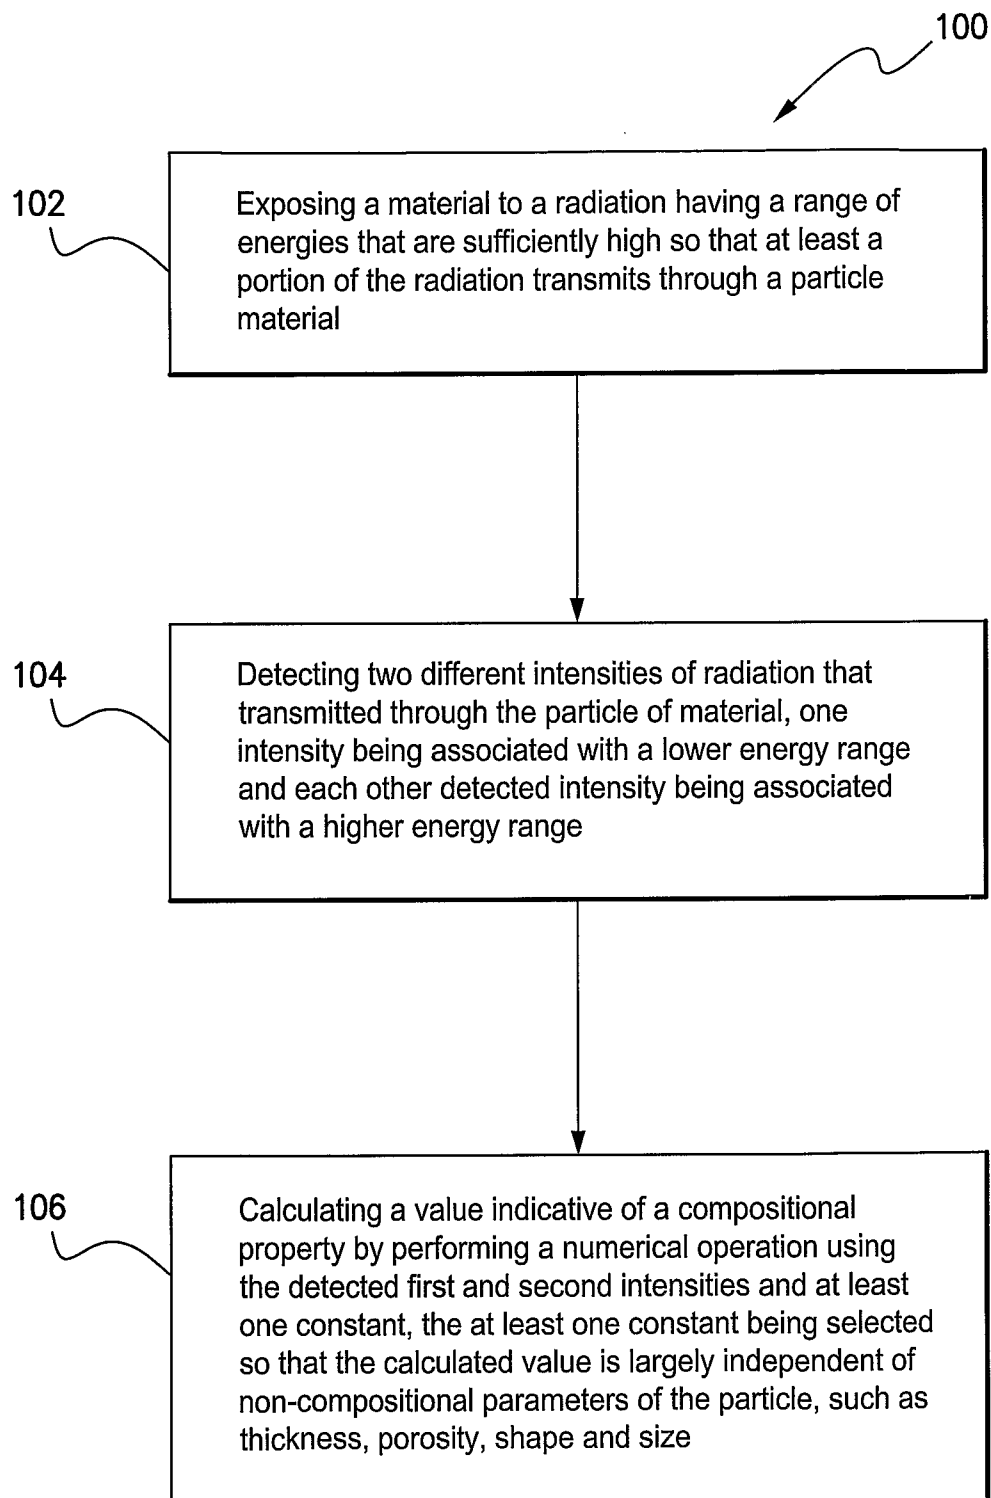 100
102
Exposing a material to a radiation having a range of
energies that are sufficiently high so that at least a
portion of the radiation transmits through a particle
material
104
Detecting two different intensities of radiation that
transmitted through the particle of material, one
intensity being associated with a lower energy range
and each other detected intensity being associated
with a higher energy range
106
Calculating a value indicative of a compositional
property by performing a numerical operation using
the detected first and second intensities and at least
one constant, the at least one constant being selected
so that the calculated value is largely independent of
non-compositional parameters of the particle, such as
thickness, porosity, shape and size